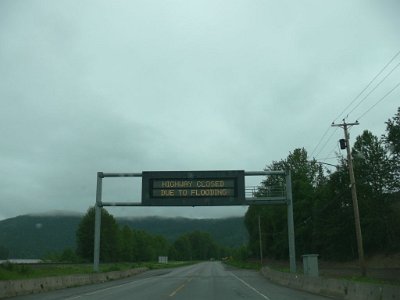 HIGHWAY CLOSED
DUE TO FLOODING